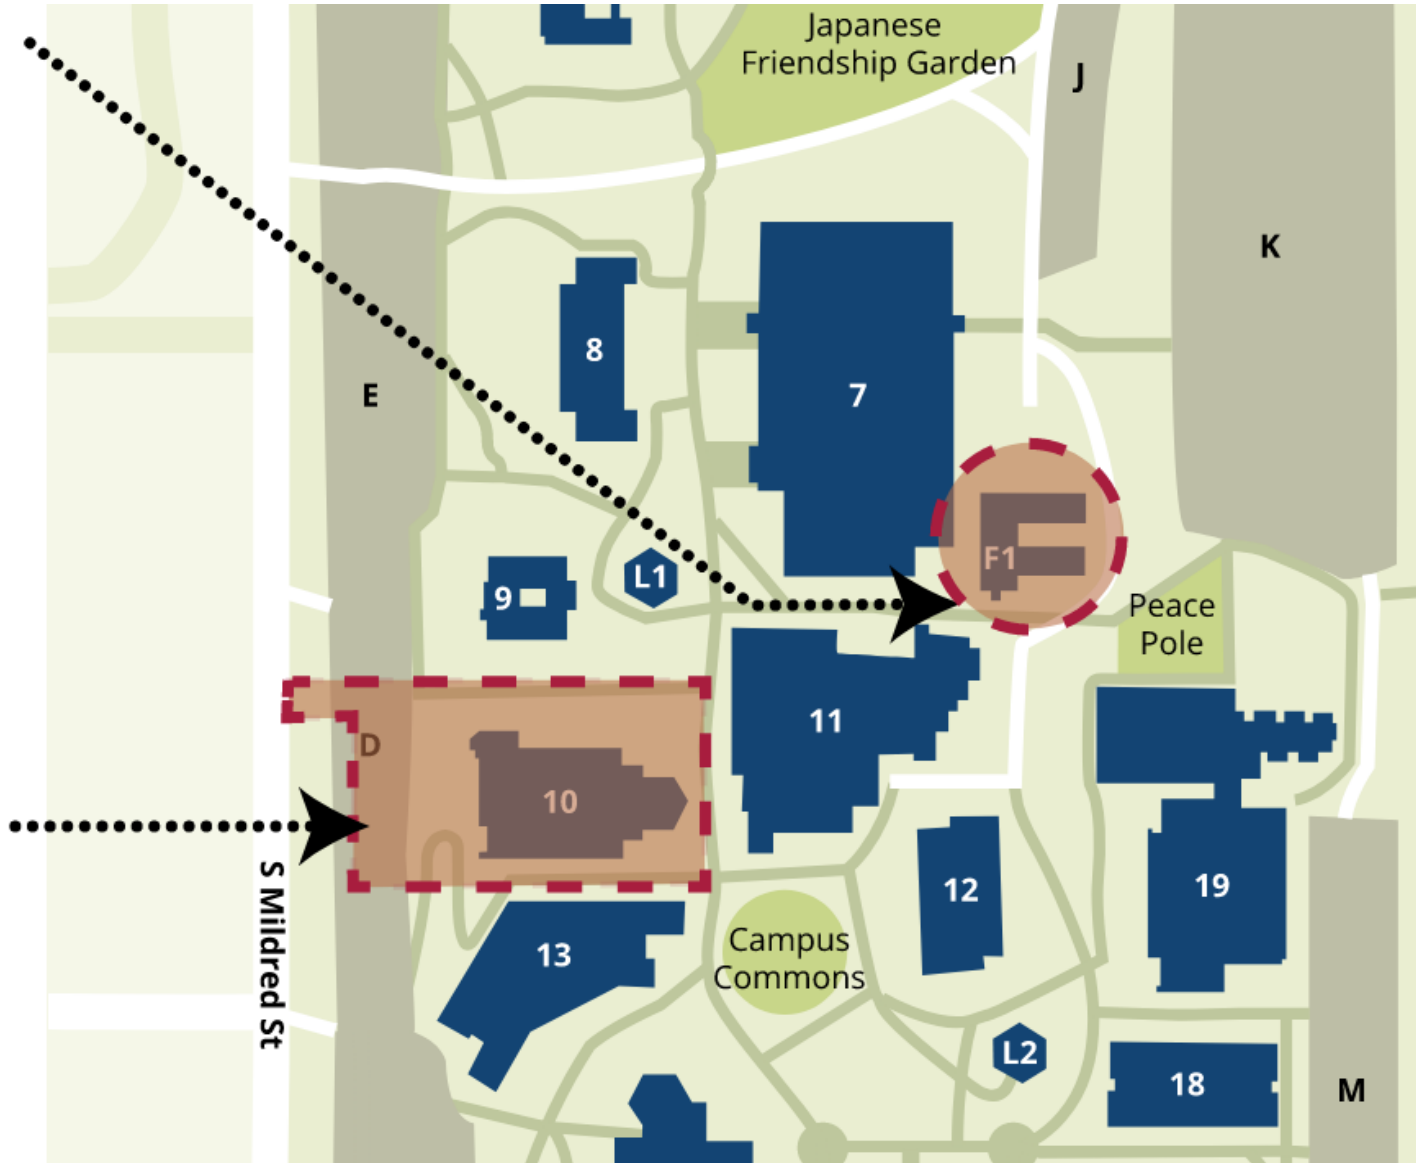 Japanese
Friendship Garden
J
K
8
E
7
F1
L1
9
Peace
Pole
D
11
10
S Mildred St
12
19
13
Campus
Commons
L2
18
M